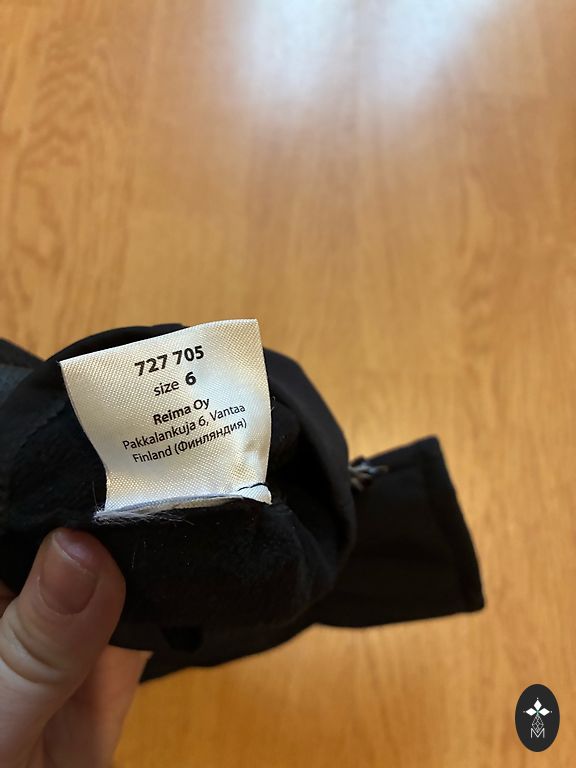 727 705
size 6
Reima Oy
Pakkalankuja 6, Vantaa
Finland (Финляндия)
M